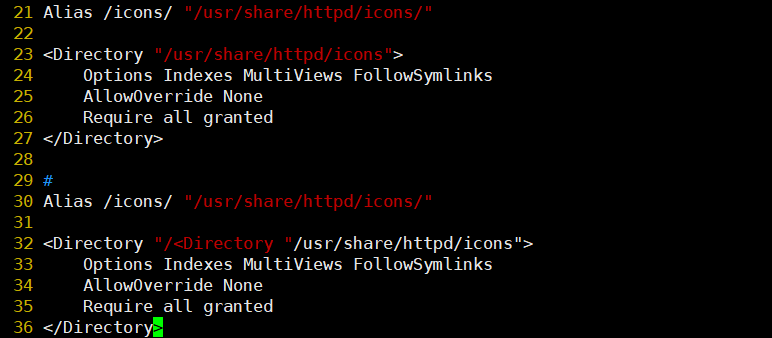 21 Alias /icons/ "/usr/share/httpd/icons/"
22
23 <Directory "/usr/share/httpd/icons">
24     Options Indexes MultiViews FollowSymlinks
25     AllowOverride None
26     Require all granted
27 </Directory>
28
29 #
30 Alias /icons/ "/usr/share/httpd/icons/"
31
32 <Directory "/<Directory "/usr/share/httpd/icons">
33     Options Indexes MultiViews FollowSymlinks
34     AllowOverride None
35     Require all granted
36 </Directory>